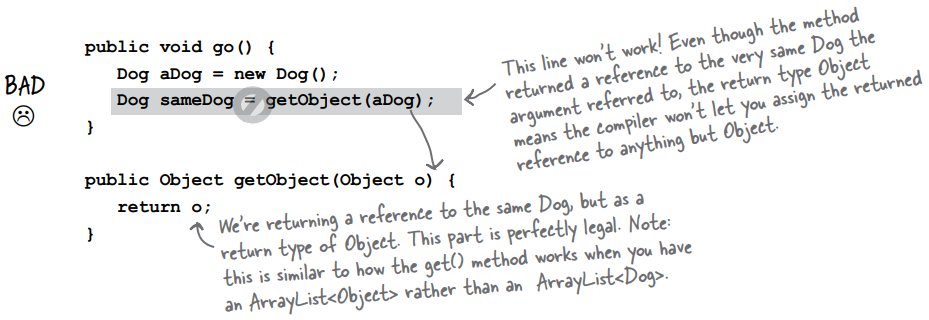 BAD
public void go() {
Dog aDog = new Dog();
Dog sameDog = getObject(aDog);
}
This line won't work! Even though the method
returned a reference to the very same Dog the
argument referred to, the return type Object
means the compiler won't let you assign the returned
reference to anything but Object.
public Object getObject(Object o) {
return o;
}
We're returning a reference to the same Dog, but as a
return type of Object. This part is perfectly legal. Note:
this is similar to how the get() method works when you have
an ArrayList<Object> rather than an ArrayList<Dog>.